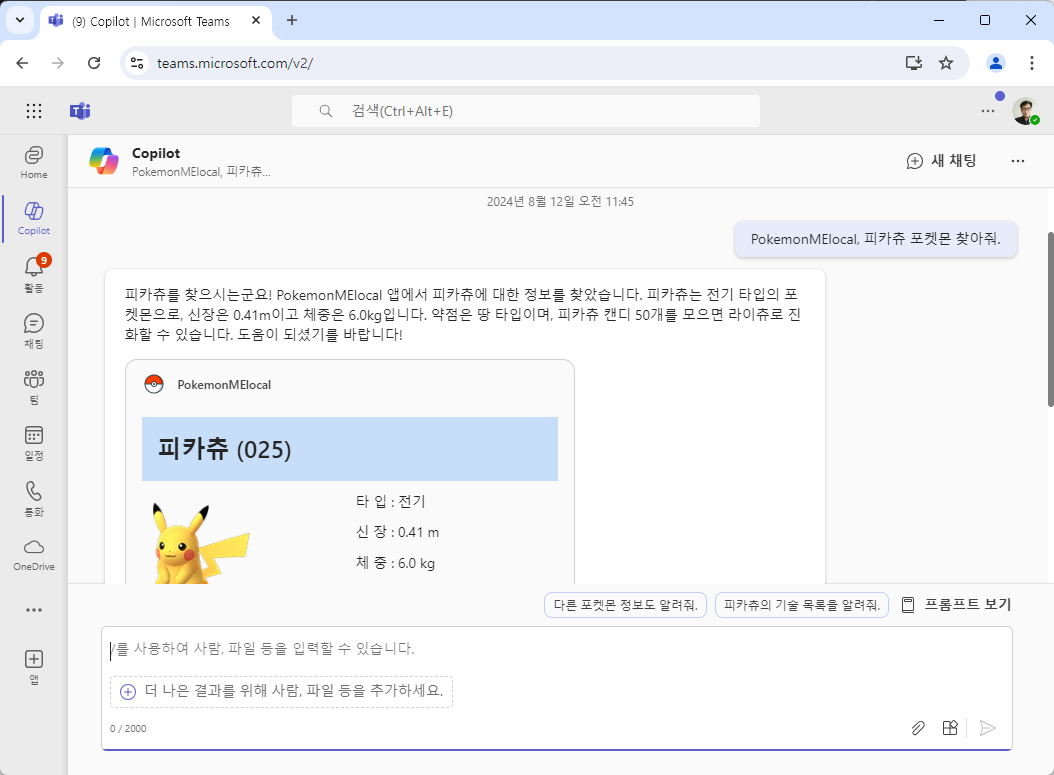 (9) Copilot | Microsoft Teams
teams.microsoft.com/v2/
검색(Ctrl+Alt+E)
Home
Copilot
9
활동
채팅
팀
일정
통화
OneDrive
앱
Copilot
PokemonMElocal, 피카츄...
새 채팅
2024년 8월 12일 오전 11:45
PokemonMElocal, 피카츄 포켓몬 찾아줘.
피카츄를 찾으시는군요! PokemonMElocal 앱에서 피카츄에 대한 정보를 찾았습니다. 피카츄는 전기 타입의 포
켓몬으로, 신장은 0.41m이고 체중은 6.0kg입니다. 약점은 땅 타입이며, 피카츄 캔디 50개를 모으면 라이츄로 진
화할 수 있습니다. 도움이 되셨기를 바랍니다!
PokemonMElocal
피카츄 (025)
타 입 : 전기
신 장 : 0.41 m
체 중 : 6.0 kg
다른 포켓몬 정보도 알려줘.
피카츄의 기술 목록을 알려줘.
프롬프트 보기
/를 사용하여 사람, 파일 등을 입력할 수 있습니다.
더 나은 결과를 위해 사람, 파일 등을 추가하세요.
0 / 2000